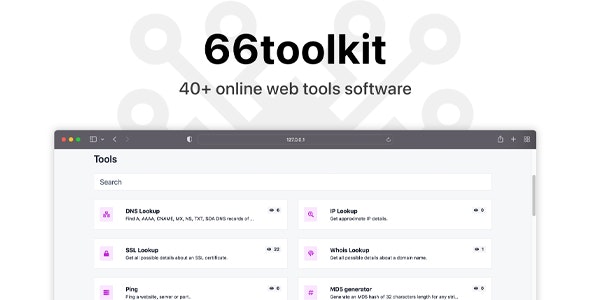 66toolkit
40+ online web tools software
127.0.0.1
Tools
Search
DNS Lookup
6
Find A, AAAA, CNAME, MX, NS, TXT, SOA DNS records of ...
IP Lookup
0
Get approximate IP details.
SSL Lookup
22
Get all possible details about an SSL certificate.
Whois Lookup
1
Get all possible details about a domain name.
Ping
6
Ping a website, server or port..
MD5 generator
0
Generate an MD5 hash of 32 characters length for any stri...